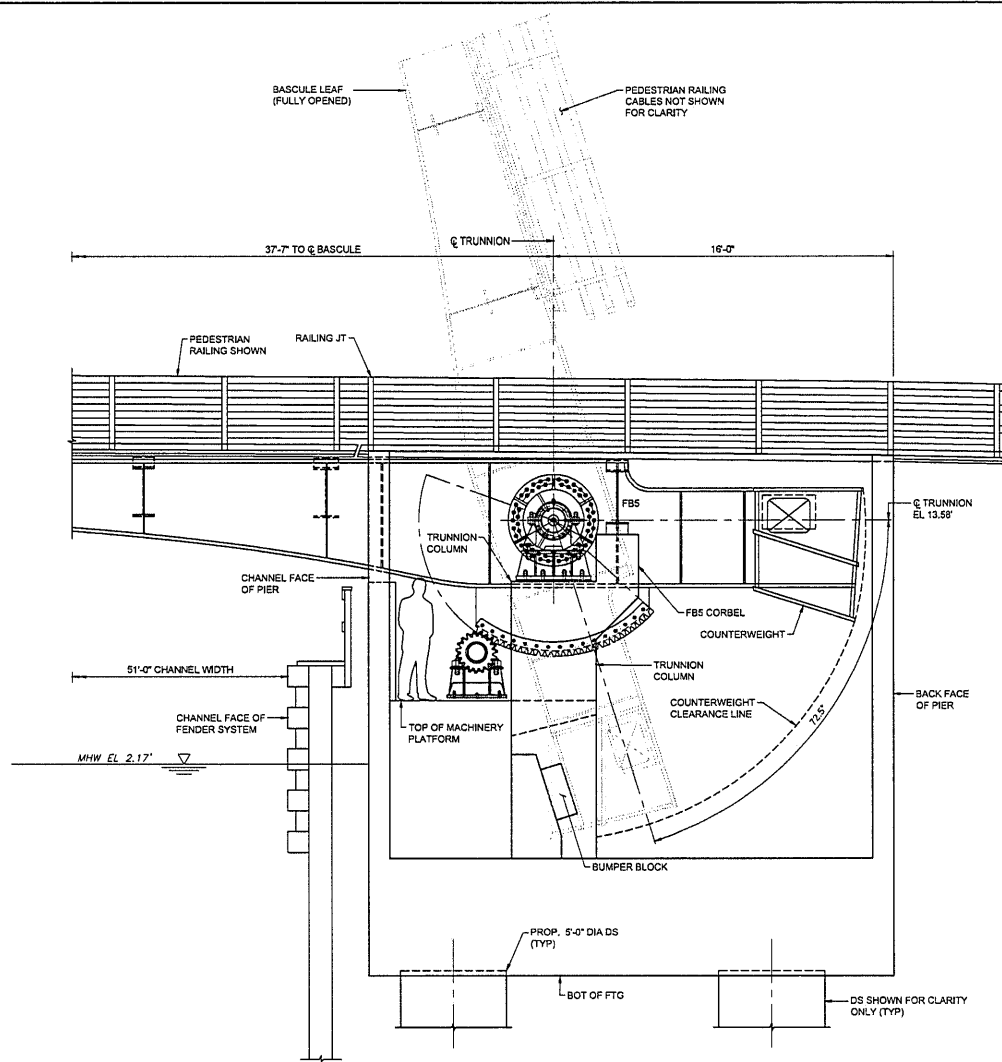 BASCULE LEAF
(FULLY OPENED)
PEDESTRIAN RAILING
CABLES NOT SHOWN
FOR CLARITY
37'-7" TO ℄ BASCULE
℄ TRUNNION
16'-0"
PEDESTRIAN
RAILING SHOWN
RAILING JT
FB5
℄ TRUNNION
EL 13.58'
TRUNNION
COLUMN
CHANNEL FACE
OF PIER
FB5 CORBEL
COUNTERWEIGHT
51'-0" CHANNEL WIDTH
TRUNNION
COLUMN
COUNTERWEIGHT
CLEARANCE LINE
72.5°
BACK FACE
OF PIER
CHANNEL FACE OF
FENDER SYSTEM
TOP OF MACHINERY
PLATFORM
MHW EL 2.17'
BUMPER BLOCK
PROP. 5'-0" DIA DS
(TYP)
BOT OF FTG
DS SHOWN FOR CLARITY
ONLY (TYP)